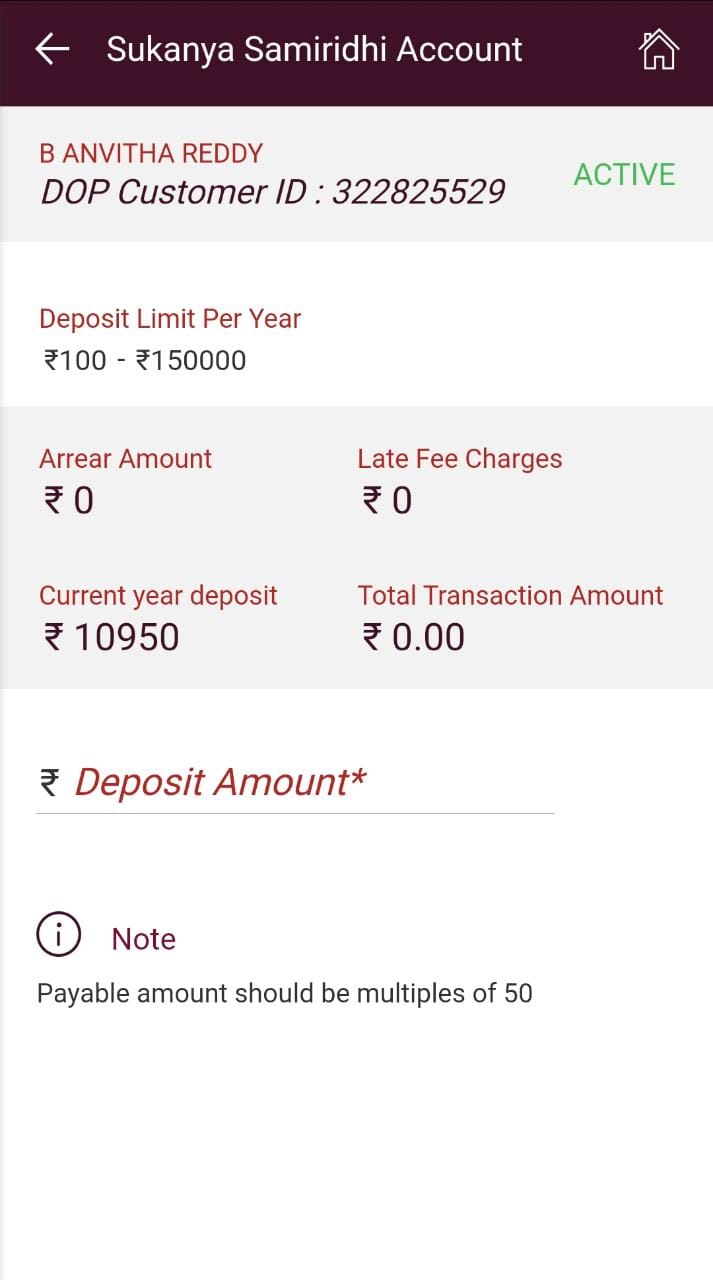 Sukanya Samiridhi Account
B ANVITHA REDDY
DOP Customer ID : 322825529
ACTIVE
Deposit Limit Per Year
₹100 - ₹150000
Arrear Amount
₹ 0
Late Fee Charges
₹ 0
Current year deposit
₹ 10950
Total Transaction Amount
₹ 0.00
₹ Deposit Amount*
Note
Payable amount should be multiples of 50